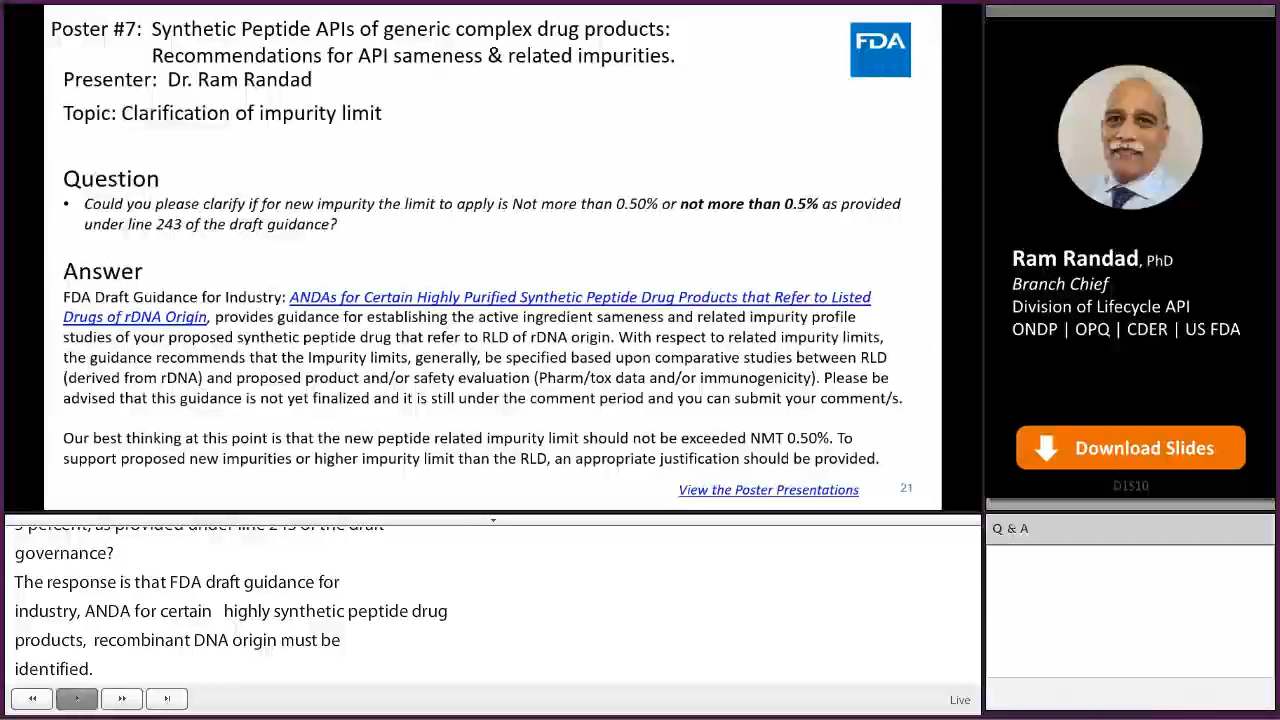 Poster #7: Synthetic Peptide APIs of generic complex drug products:
Recommendations for API sameness & related impurities.
Presenter: Dr. Ram Randad
Topic: Clarification of impurity limit
FDA
Question
• Could you please clarify if for new impurity the limit to apply is Not more than 0.50% or not more than 0.5% as provided
under line 243 of the draft guidance?
Answer
FDA Draft Guidance for Industry: ANDAs for Certain Highly Purified Synthetic Peptide Drug Products that Refer to Listed
Drugs of rDNA Origin, provides guidance for establishing the active ingredient sameness and related impurity profile
studies of your proposed synthetic peptide drug that refer to RLD of rDNA origin. With respect to related impurity limits,
the guidance recommends that the Impurity limits, generally, be specified based upon comparative studies between RLD
(derived from rDNA) and proposed product and/or safety evaluation (Pharm/tox data and/or immunogenicity). Please be
advised that this guidance is not yet finalized and it is still under the comment period and you can submit your comment/s.
Our best thinking at this point is that the new peptide related impurity limit should not be exceeded NMT 0.50%. To
support proposed new impurities or higher impurity limit than the RLD, an appropriate justification should be provided.
View the Poster Presentations
21
Ram Randad, PhD
Branch Chief
Division of Lifecycle API
ONDP | OPQ | CDER | US FDA
Download Slides
D1S10
percent, as provided under line 243 of the draft
governance?
The response is that FDA draft guidance for
industry, ANDA for certain highly synthetic peptide drug
products, recombinant DNA origin must be
identified.
Live
Q & A